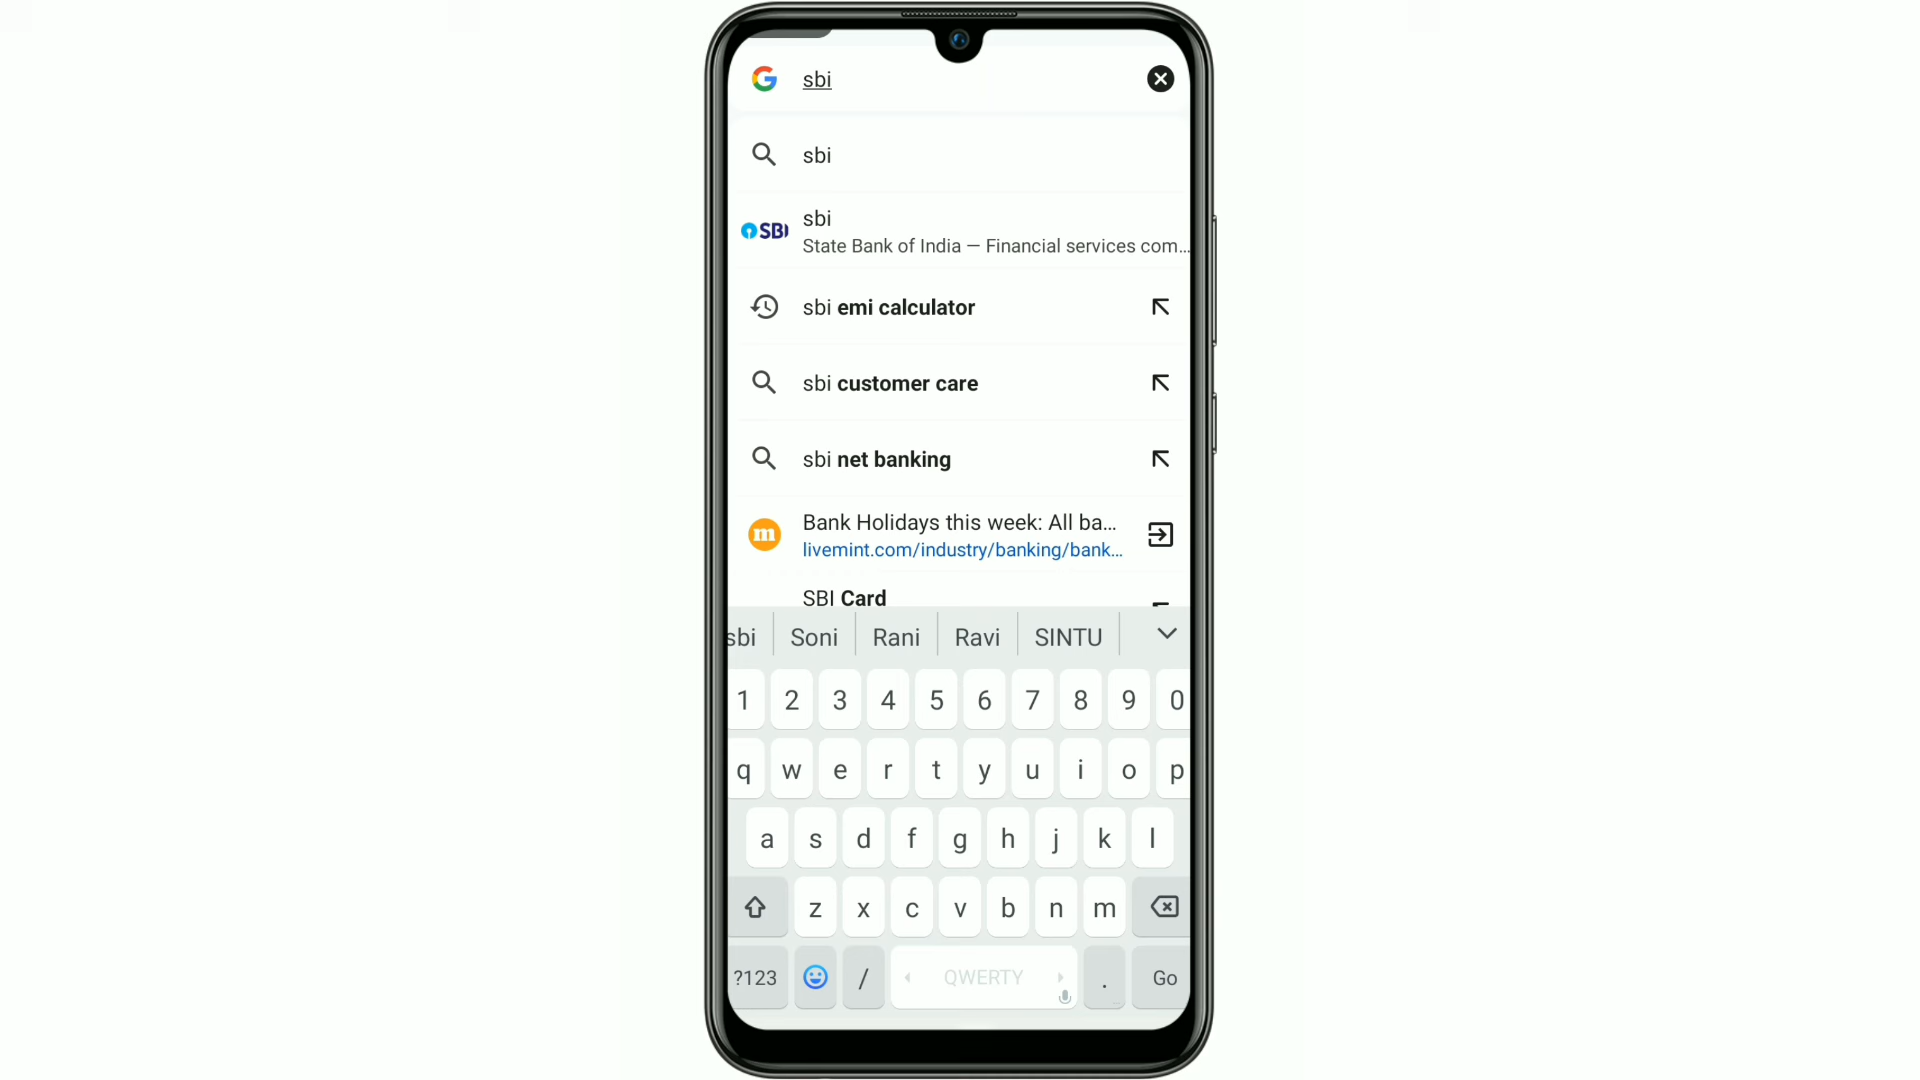 sbi
sbi
SBI sbi
State Bank of India — Financial services com...
sbi emi calculator
sbi customer care
sbi net banking
m Bank Holidays this week: All ba...
livemint.com/industry/banking/bank...
SBI Card
sbi Soni Rani Ravi SINTU
1 2 3 4 5 6 7 8 9 0
q w e r t y u i o p
a s d f g h j k l
z x c v b n m
?123 / QWERTY . Go